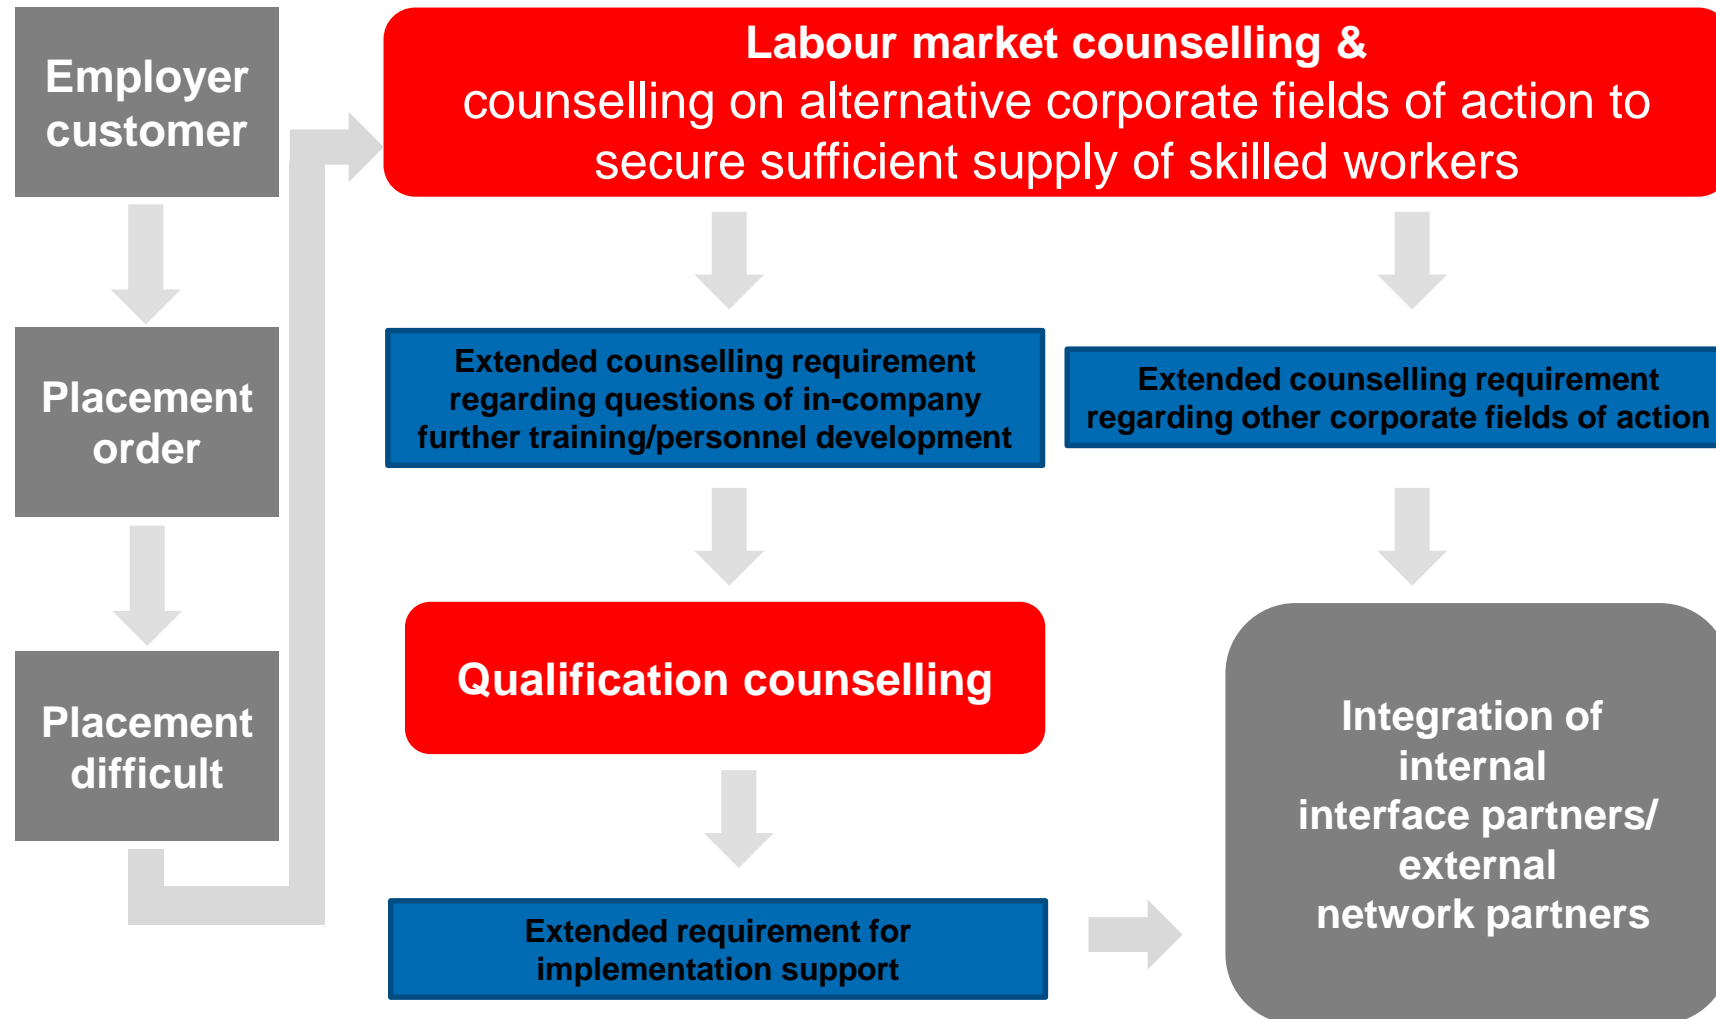 Employer
customer
Labour market counselling &
counselling on alternative corporate fields of action to
secure sufficient supply of skilled workers
Placement
order
Extended counselling requirement
regarding questions of in-company
further training/personnel development
Extended counselling requirement
regarding other corporate fields of action
Placement
difficult
Qualification counselling
Integration of
internal
interface partners/
external
network partners
Extended requirement for
implementation support